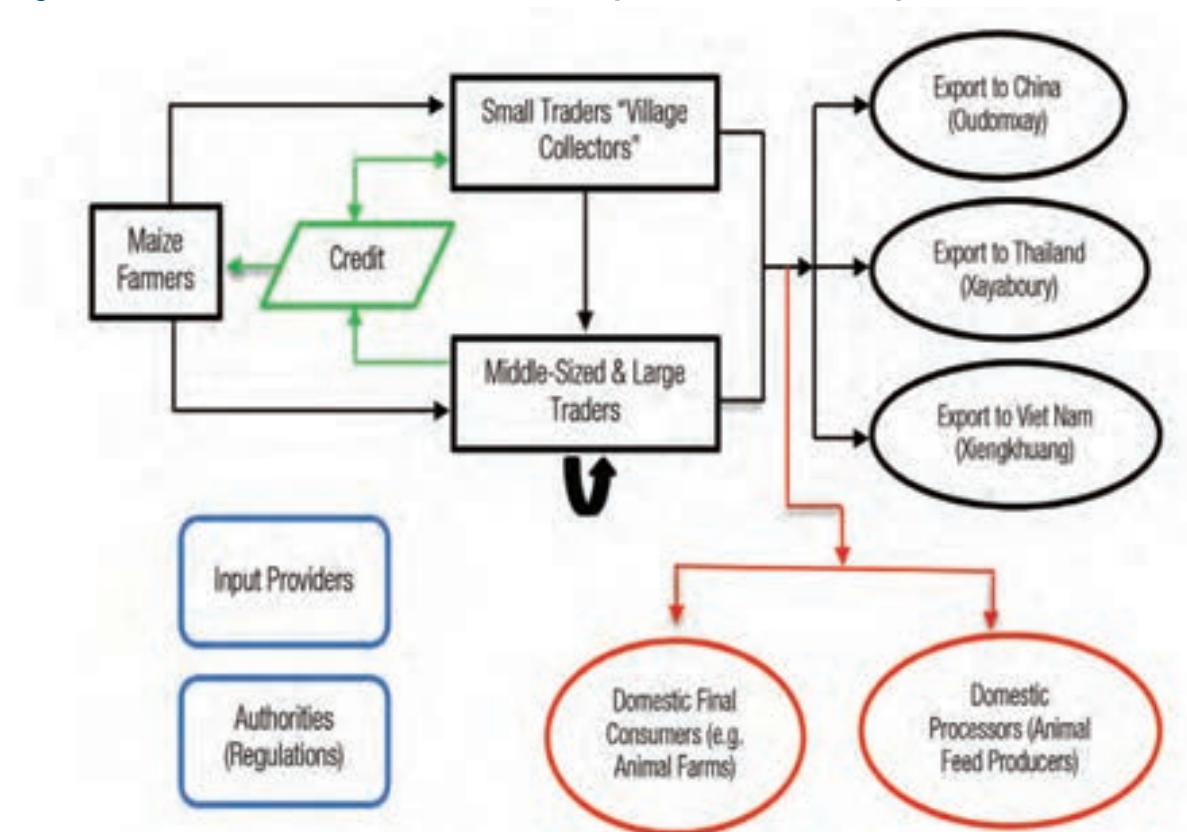 Small Traders "Village
Collectors"
Export to China
(Oudomxay)
Maize
Farmers
Credit
Export to Thailand
(Xayaboury)
Middle-Sized & Large
Traders
Export to Viet Nam
(Xiengkhuang)
Input Providers
Authorities
(Regulations)
Domestic Final
Consumers (e.g.
Animal Farms)
Domestic
Processors (Animal
Feed Producers)